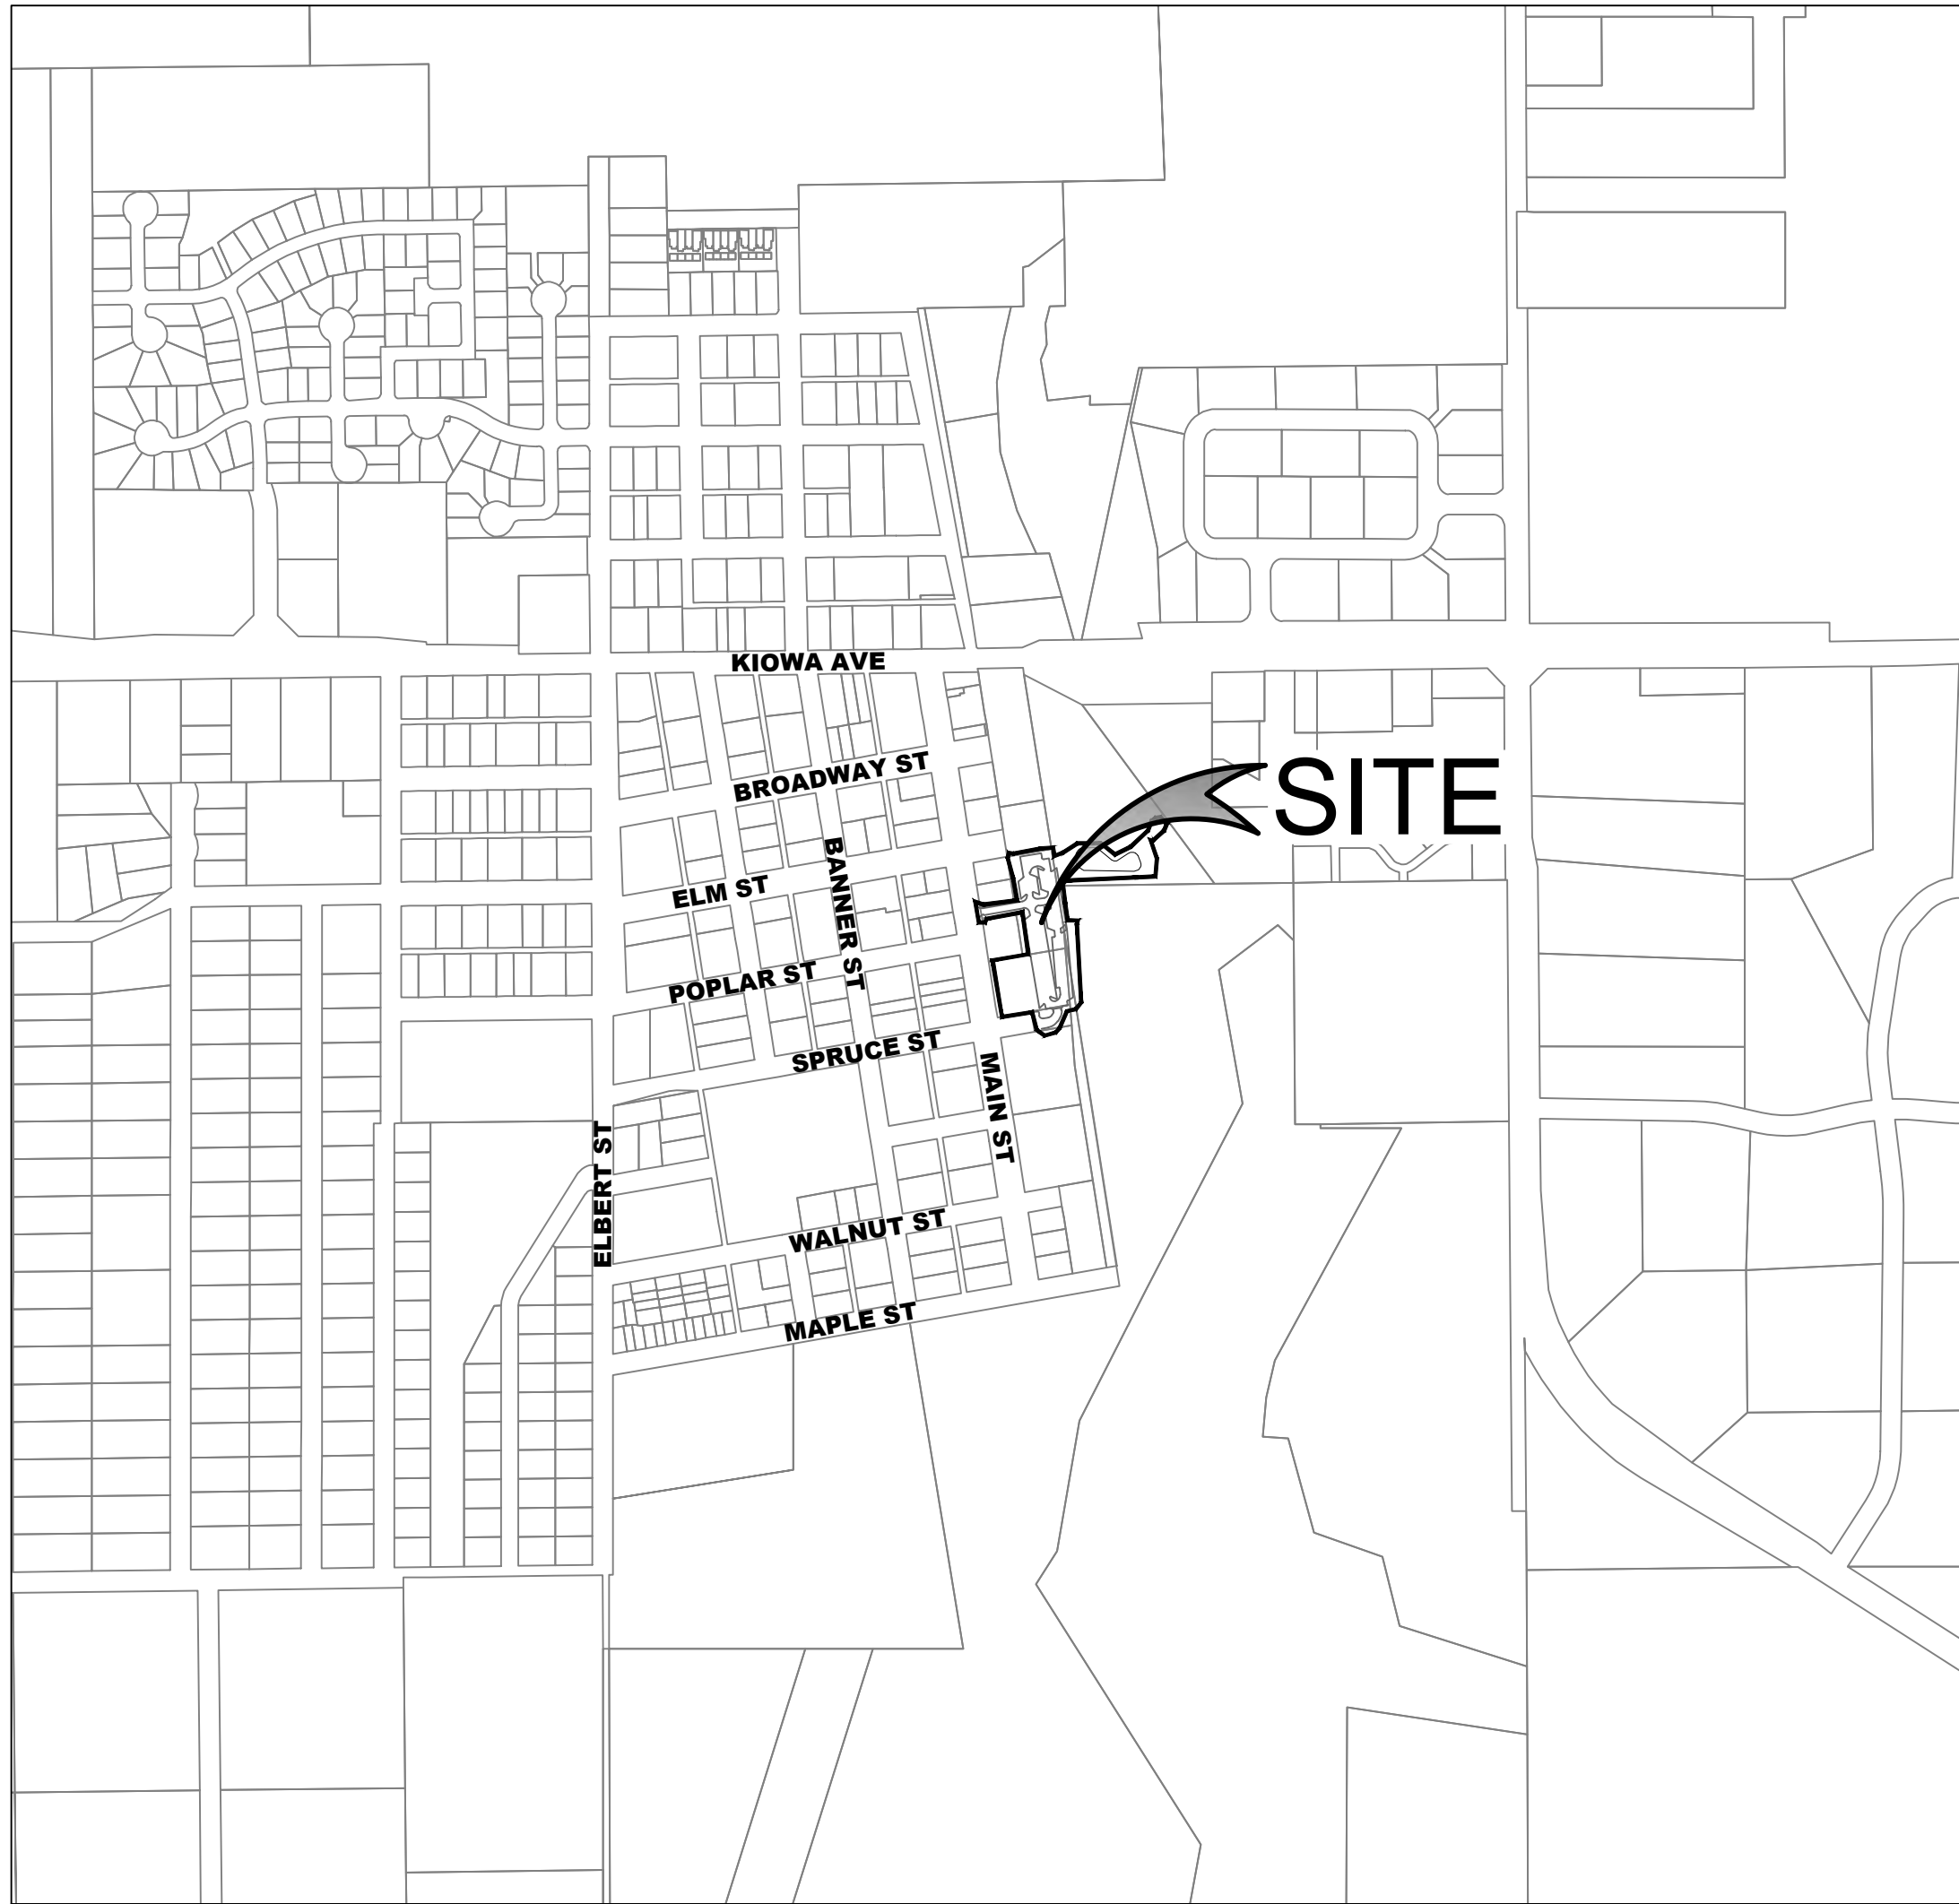 KIOWA AVE
BROADWAY ST
SITE
BANNER ST
ELM ST
POPLAR ST
SPRUCE ST
MAIN ST
ELBERT ST
WALNUT ST
MAPLE ST